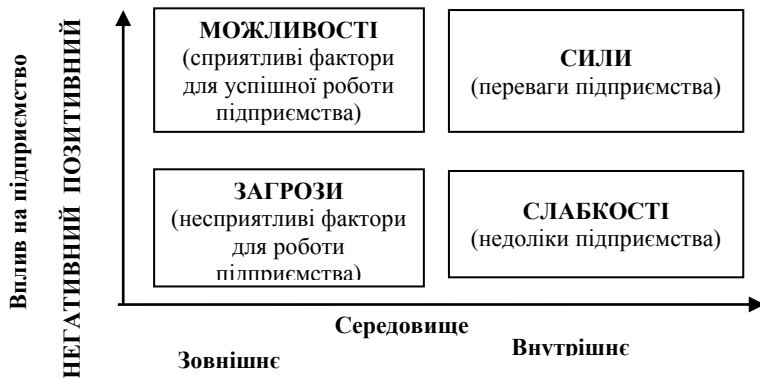 Вплив на підприємство
НЕГАТИВНИЙ ПОЗИТИВНИЙ
МОЖЛИВОСТІ
(сприятливі фактори
для успішної роботи
підприємства)
СИЛИ
(переваги підприємства)
ЗАГРОЗИ
(несприятливі фактори
для роботи
підприємства)
СЛАБКОСТІ
(недоліки підприємства)
Середовище
Зовнішнє
Внутрішнє